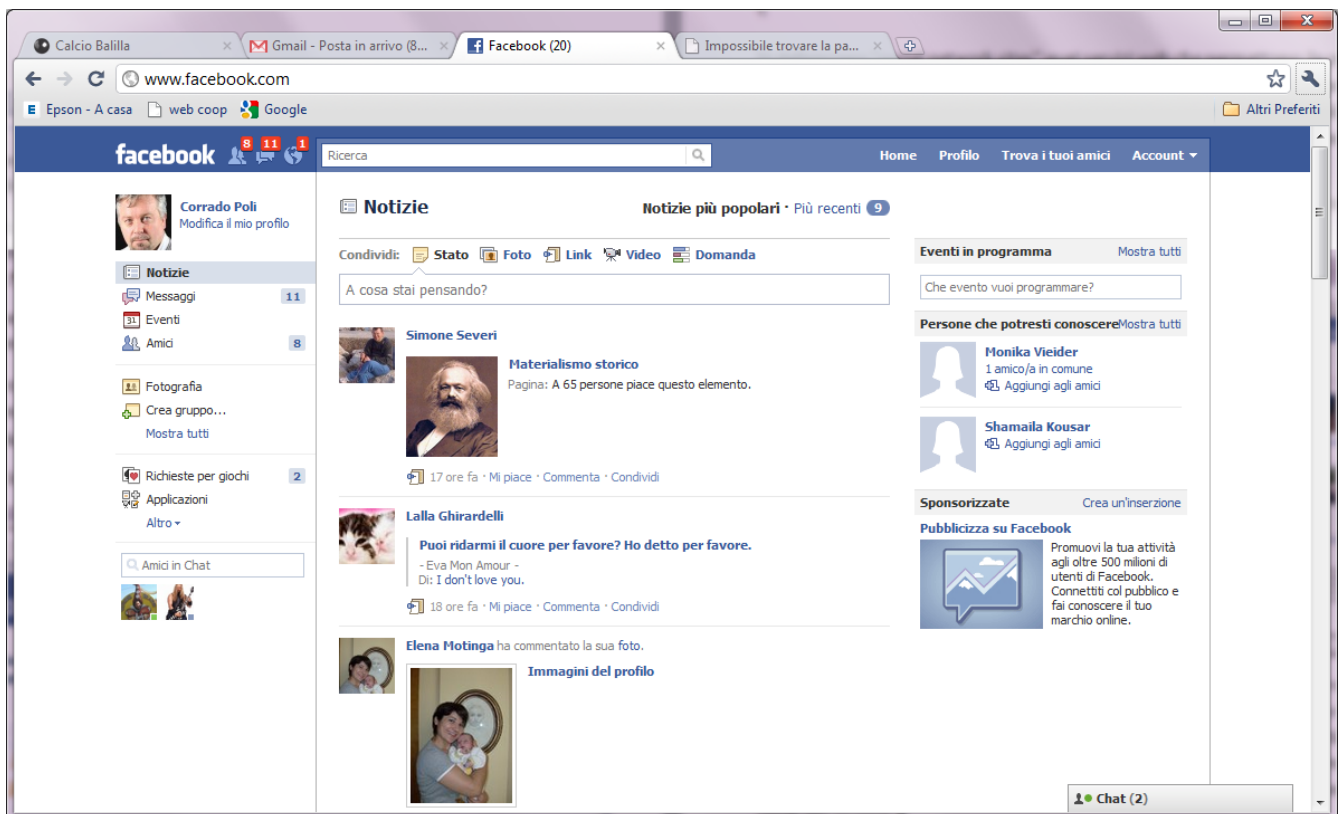 Calcio Balilla
Gmail - Posta in arrivo (8...
Facebook (20)
Impossibile trovare la pa...
www.facebook.com
E Epson - A casa web coop Google Altri Preferiti
facebook 8 11 1 Ricerca Home Profilo Trova i tuoi amici Account
Corrado Poli
Modifica il mio profilo
Notizie
Messaggi 11
31 Eventi
Amici 8
Fotografia
Crea gruppo...
Mostra tutti
Richieste per giochi 2
Applicazioni
Altro
Amici in Chat
Notizie Notizie più popolari · Più recenti 9
Condividi: Stato Foto Link Video Domanda
A cosa stai pensando?
Simone Severi
Materialismo storico
Pagina: A 65 persone piace questo elemento.
17 ore fa · Mi piace · Commenta · Condividi
Lalla Ghirardelli
Puoi ridarmi il cuore per favore? Ho detto per favore.
- Eva Mon Amour -
Di: I don't love you.
18 ore fa · Mi piace · Commenta · Condividi
Elena Motinga ha commentato la sua foto.
Immagini del profilo
Eventi in programma Mostra tutti
Che evento vuoi programmare?
Persone che potresti conoscere Mostra tutti
Monika Vieider
1 amico/a in comune
Aggiungi agli amici
Shamaila Kousar
Aggiungi agli amici
Sponsorizzate Crea un'inserzione
Pubblicizza su Facebook
Promuovi la tua attività
agli oltre 500 milioni di
utenti di Facebook.
Connettiti col pubblico e
fai conoscere il tuo
marchio online.
Chat (2)